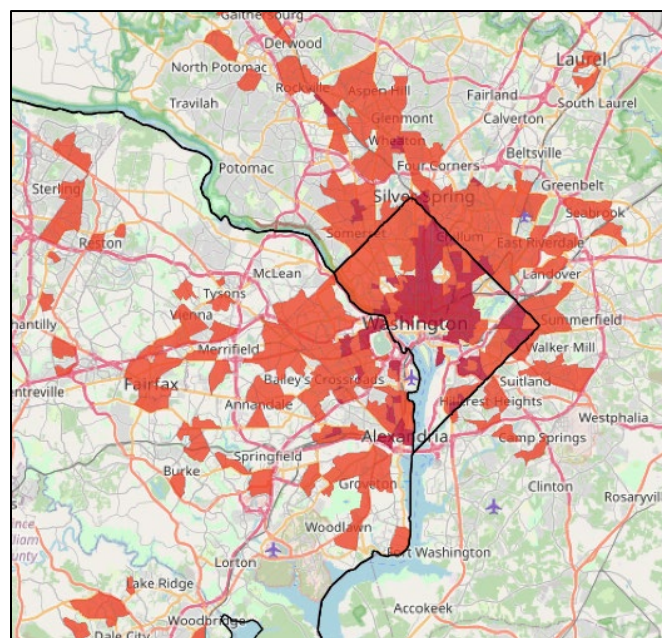 Gaithersburg
Derwood
Laurel
North Potomac
Rockville
Aspen Hill
Travilah
Fairland
South Laurel
Glenmont
Calverton
Wheaton
Beltsville
Potomac
Four Corners
Greenbelt
Sterling
Silver Spring
Seabrook
Reston
Somerset
Chillum
East Riverdale
McLean
Landover
Tysons
Vienna
Washington
Summerfield
Merrifield
Walker Mill
Fairfax
Bailey's Crossroads
Suitland
Annandale
Hillcrest Heights
Westphalia
Alexandria
Camp Springs
Springfield
Burke
Groveton
Clinton
Rosaryvil
Woodlawn
Fort Washington
Lorton
Lake Ridge
Accokeek
Woodbridge
Dale City